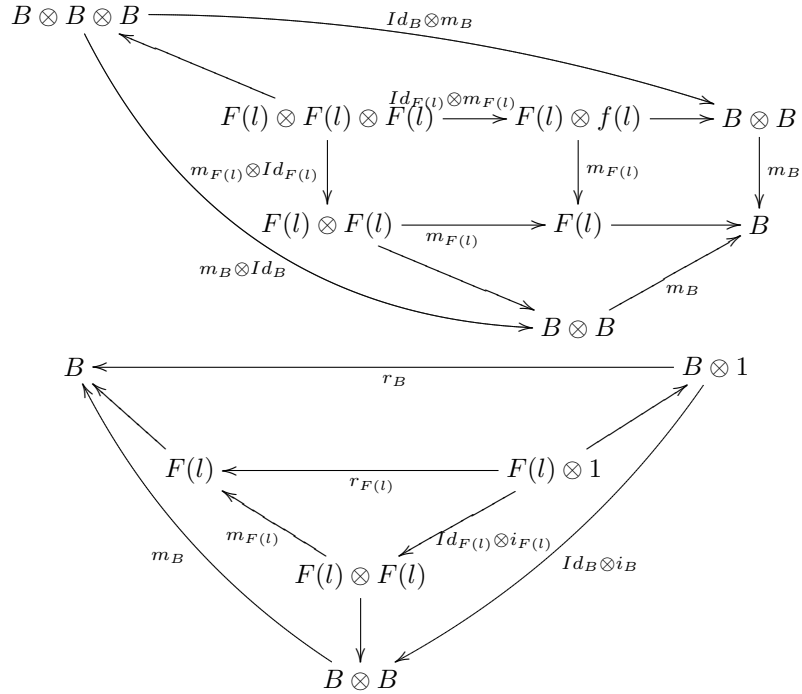 B ⊗ B ⊗ B
Id_B⊗m_B
Id_{F(l)}⊗m_{F(l)}
F(l) ⊗ F(l) ⊗ F(l) F(l) ⊗ f(l) B ⊗ B
m_{F(l)}⊗Id_{F(l)} m_{F(l)} m_B
F(l) ⊗ F(l) m_{F(l)} F(l) B
m_B⊗Id_B m_B
B ⊗ B
B r_B B ⊗ 1
F(l) r_{F(l)} F(l) ⊗ 1
m_B m_{F(l)} Id_{F(l)}⊗i_{F(l)} Id_B⊗i_B
F(l) ⊗ F(l)
B ⊗ B